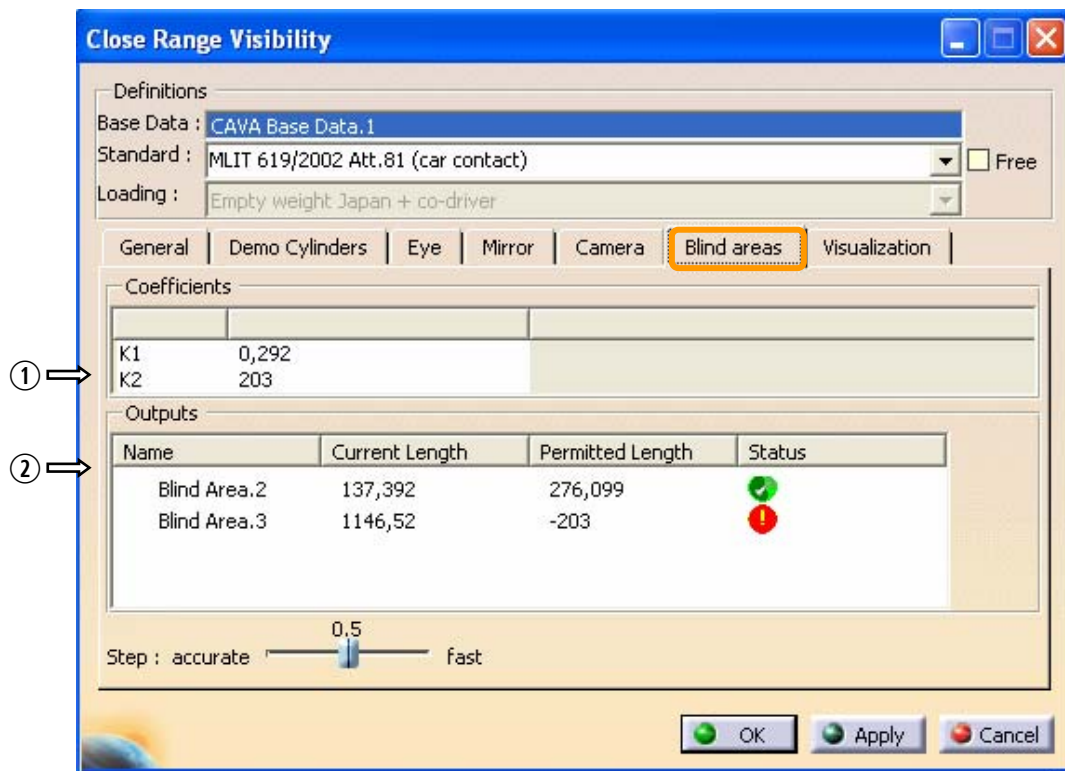 Close Range Visibility
Definitions
Base Data : CAVA Base Data.1
Standard : MLIT 619/2002 Att.81 (car contact) Free
Loading : Empty weight Japan + co-driver
General Demo Cylinders Eye Mirror Camera Blind areas Visualization
Coefficients
K1 0,292
① K2 203
Outputs
② Name Current Length Permitted Length Status
Blind Area.2 137,392 276,099
Blind Area.3 1146,52 -203
0.5
Step : accurate fast
OK Apply Cancel